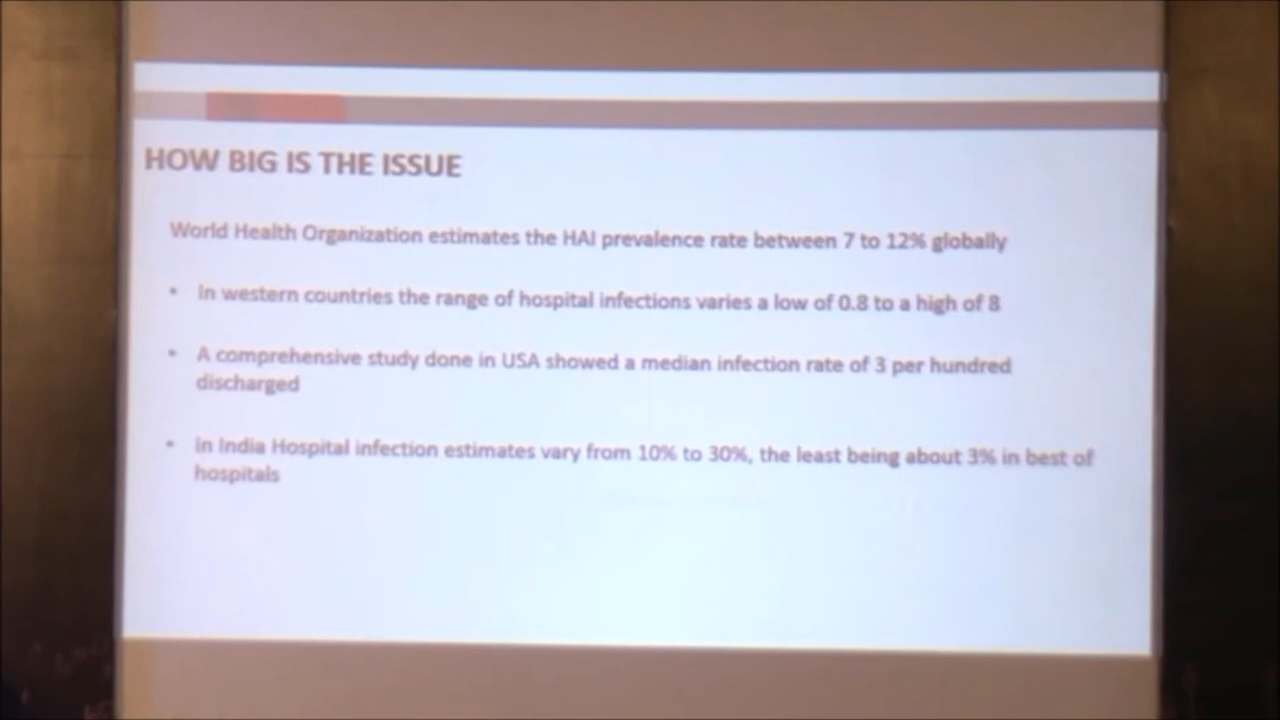 HOW BIG IS THE ISSUE
World Health Organization estimates the HAI prevalence rate between 7 to 12% globally
• In western countries the range of hospital infections varies a low of 0.8 to a high of 8
• A comprehensive study done in USA showed a median infection rate of 3 per hundred
discharged
• In India Hospital infection estimates vary from 10% to 30%, the least being about 3% in best of
hospitals